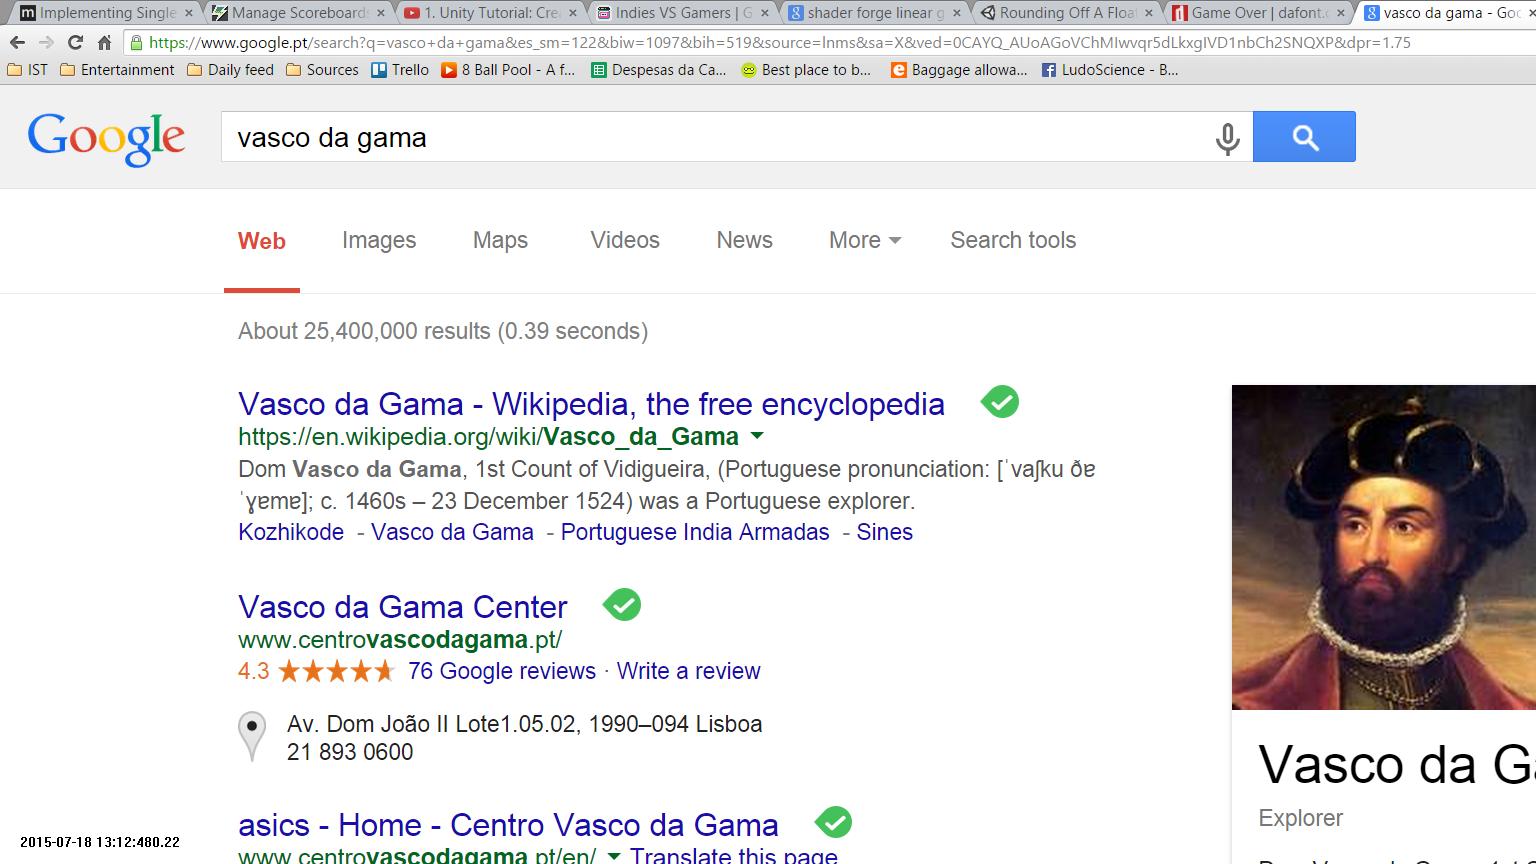 Implementing Single
Manage Scoreboard
1. Unity Tutorial: Cre
Indies VS Gamers | G
shader forge linear g
Rounding Off A Floa
Game Over | dafont.c
vasco da gama - Goo
https://www.google.pt/search?q=vasco+da+gama&es_sm=122&biw=1097&bih=519&source=lnms&sa=X&ved=0CAYQ_AUoAGoVChMIwvqr5dLkxgIVD1nbCh2SNQXP&dpr=1.75
IST Entertainment Daily feed Sources Trello 8 Ball Pool - A f... Despesas da Ca... Best place to b... Baggage allowa... LudoScience - B...
Google
vasco da gama
Web Images Maps Videos News More Search tools
About 25,400,000 results (0.39 seconds)
Vasco da Gama - Wikipedia, the free encyclopedia
https://en.wikipedia.org/wiki/Vasco_da_Gama
Dom Vasco da Gama, 1st Count of Vidigueira, (Portuguese pronunciation: [ˈvaʃku ðɐ
ˈɣɐmɐ]; c. 1460s – 23 December 1524) was a Portuguese explorer.
Kozhikode - Vasco da Gama - Portuguese India Armadas - Sines
Vasco da Gama Center
www.centrovascodagama.pt/
4.3 76 Google reviews · Write a review
Av. Dom João II Lote1.05.02, 1990–094 Lisboa
21 893 0600
asics - Home - Centro Vasco da Gama
www.centrovascodagama.pt/en/ Translate this page
Vasco da Ga
Explorer
2015-07-18 13:12:480.22